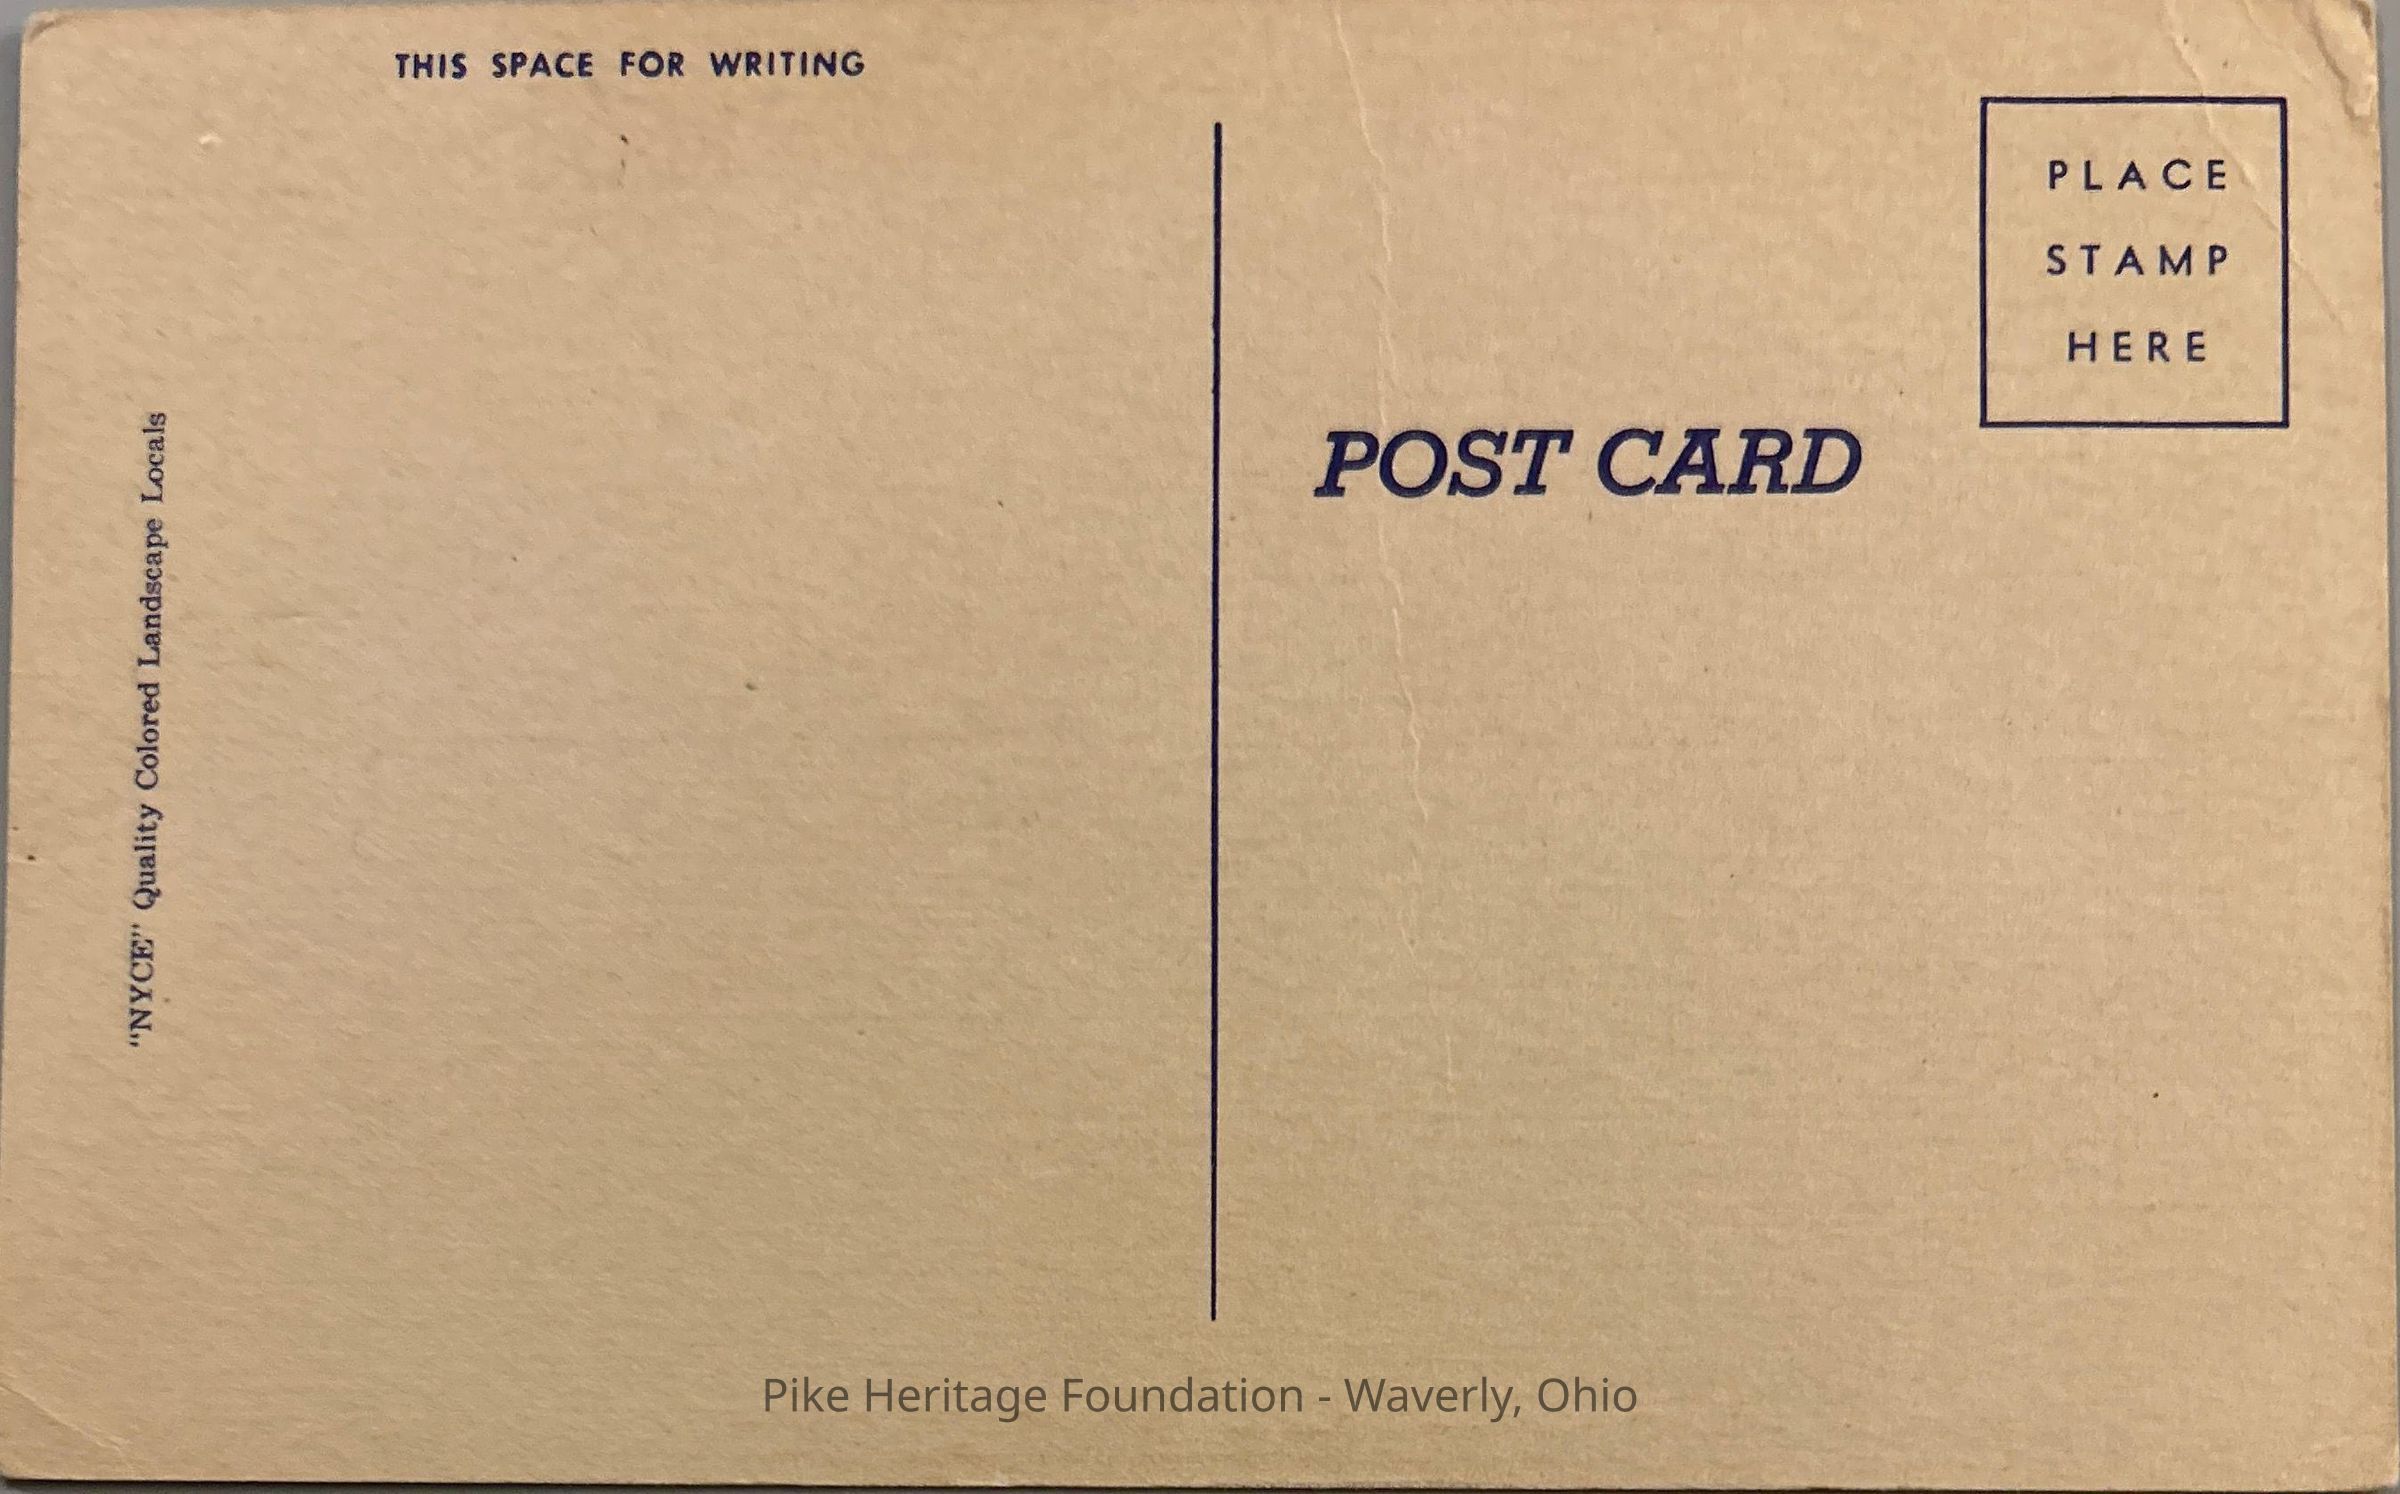 THIS SPACE FOR WRITING
PLACE
STAMP
HERE
POST CARD
"NYCE" Quality Colored Landscape Locals
Pike Heritage Foundation - Waverly, Ohio